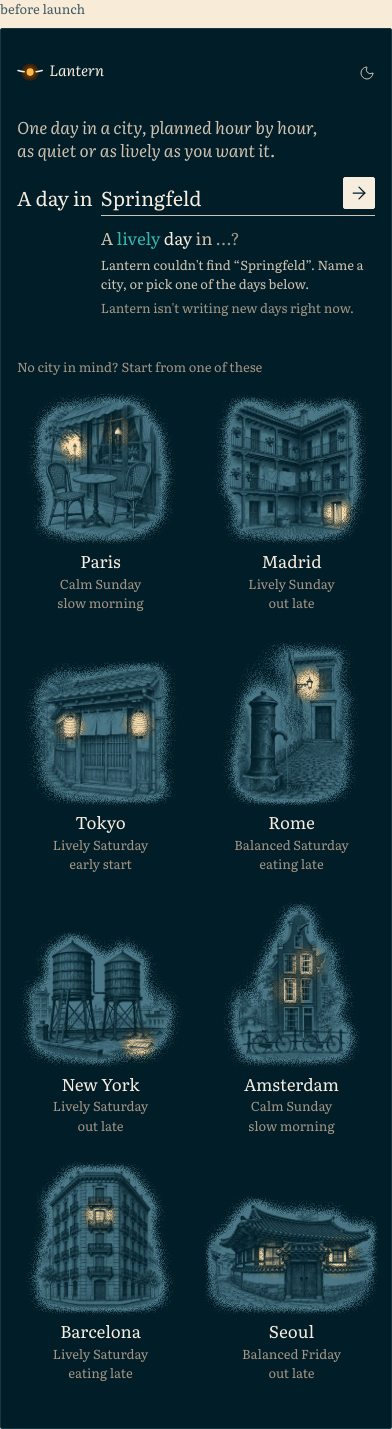 before launch
Lantern
One day in a city, planned hour by hour,
as quiet or as lively as you want it.
A day in Springfeld
A lively day in ...?
Lantern couldn't find “Springfeld”. Name a
city, or pick one of the days below.
Lantern isn't writing new days right now.
No city in mind? Start from one of these
Paris
Calm Sunday
slow morning
Madrid
Lively Sunday
out late
Tokyo
Lively Saturday
early start
Rome
Balanced Saturday
eating late
New York
Lively Saturday
out late
Amsterdam
Calm Sunday
slow morning
Barcelona
Lively Saturday
eating late
Seoul
Balanced Friday
out late